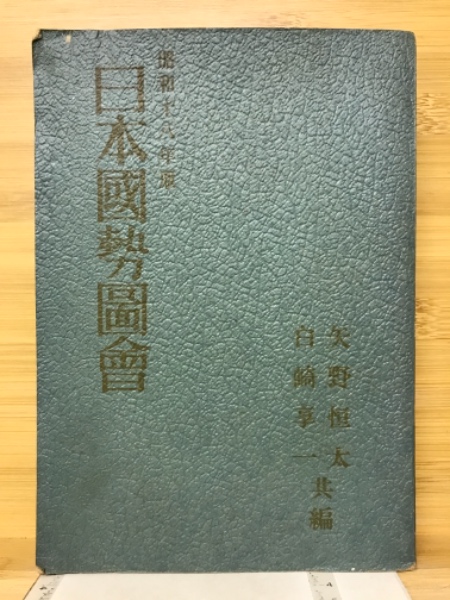 昭和十八年版
日本國勢圖會
矢野恒太
白崎享一
共編